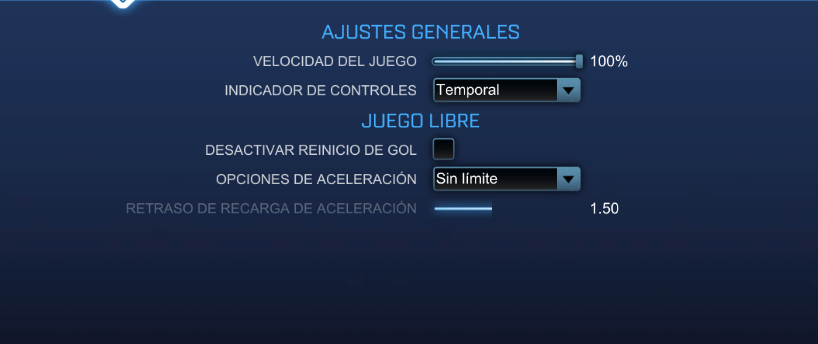 AJUSTES GENERALES
VELOCIDAD DEL JUEGO 100%
INDICADOR DE CONTROLES Temporal
JUEGO LIBRE
DESACTIVAR REINICIO DE GOL
OPCIONES DE ACELERACIÓN Sin límite
RETRASO DE RECARGA DE ACELERACIÓN 1.50